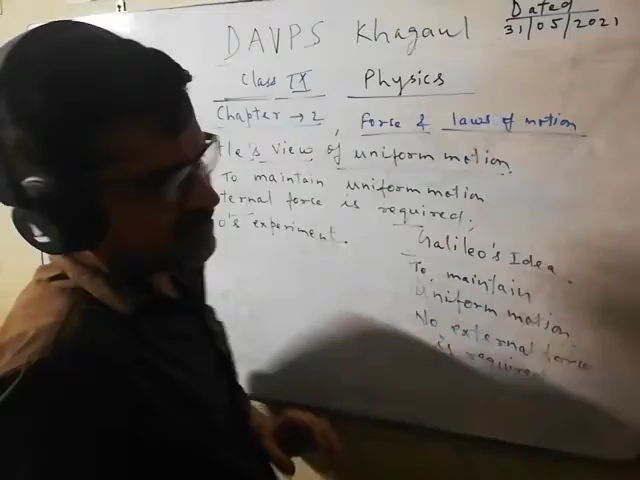 DAVPS Khagaul
Dated
31/05/2021
Class IX Physics
Chapter → 2, Force & laws of motion
tle's view of uniform motion.
To maintain uniform motion
ternal force is required.
o's experiment.
Galileo's Idea.
To maintain
Uniform motion
No external force
is required